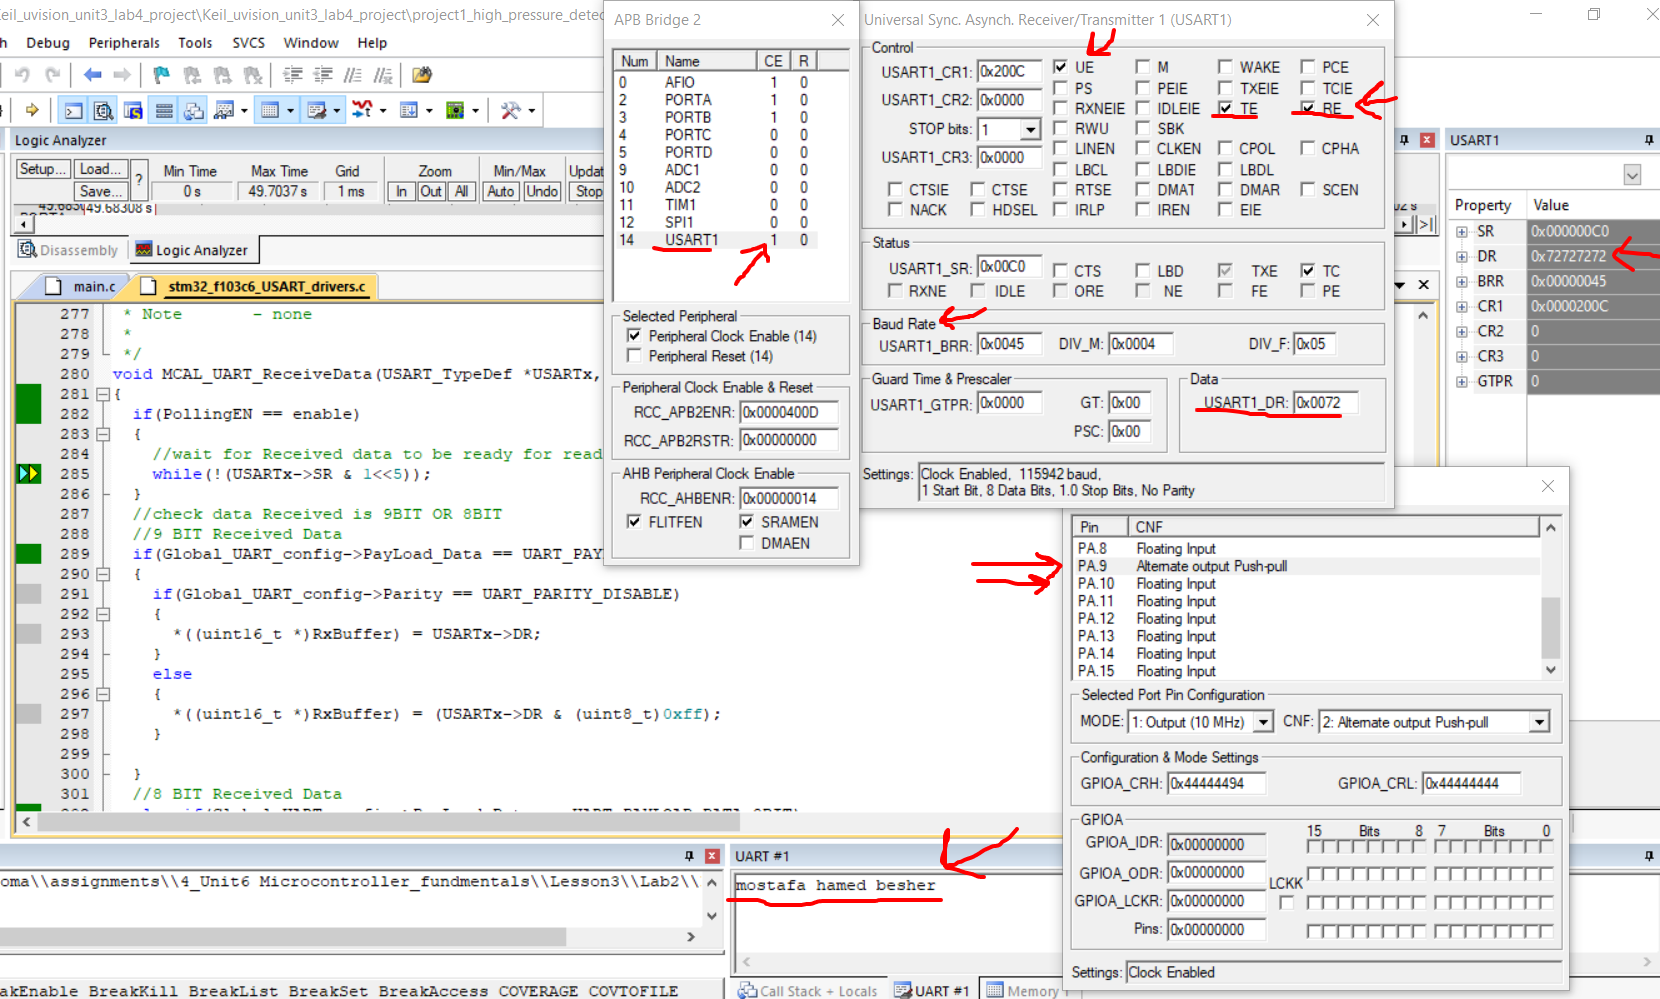 Keil_uvision_unit3_lab4_project\Keil_uvision_unit3_lab4_project\project1_high_pressure_detec
h Debug Peripherals Tools SVCS Window Help
Logic Analyzer
Setup... Load... Save... ?
Min Time Max Time Grid Zoom Min/Max Updat
0 s 49.7037 s 1 ms In Out All Auto Undo Stop
49.68308 s
Disassembly Logic Analyzer
main.c stm32_f103c6_USART_drivers.c
277 * Note - none
278 *
279 */
280 void MCAL_UART_ReceiveData(USART_TypeDef *USARTx,
281 {
282 if(PollingEN == enable)
283 {
284 //wait for Received data to be ready for read
285 while(!(USARTx->SR & 1<<5));
286 }
287 //check data Received is 9BIT OR 8BIT
288 //9 BIT Received Data
289 if(Global_UART_config->PayLoad_Data == UART_PAY
290 {
291 if(Global_UART_config->Parity == UART_PARITY_DISABLE)
292 {
293 *((uint16_t *)RxBuffer) = USARTx->DR;
294 }
295 else
296 {
297 *((uint16_t *)RxBuffer) = (USARTx->DR & (uint8_t)0xff);
298 }
299
300 }
301 //8 BIT Received Data
APB Bridge 2
Num Name CE R
0 AFIO 1 0
2 PORTA 1 0
3 PORTB 1 0
4 PORTC 0 0
5 PORTD 0 0
9 ADC1 0 0
10 ADC2 0 0
11 TIM1 0 0
12 SPI1 0 0
14 USART1 1 0
Selected Peripheral
Peripheral Clock Enable (14)
Peripheral Reset (14)
Peripheral Clock Enable & Reset
RCC_APB2ENR: 0x0000400D
RCC_APB2RSTR: 0x00000000
AHB Peripheral Clock Enable
RCC_AHBENR: 0x00000014
FLITFEN SRAMEN
DMAEN
Universal Sync. Asynch. Receiver/Transmitter 1 (USART1)
Control
USART1_CR1: 0x200C UE M WAKE PCE
PS PEIE TXEIE TCIE
USART1_CR2: 0x0000 RXNEIE IDLEIE TE RE
STOP bits: 1 RWU SBK
USART1_CR3: 0x0000 LINEN CLKEN CPOL CPHA
LBCL LBDIE LBDL
CTSIE CTSE RTSE DMAT DMAR SCEN
NACK HDSEL IRLP IREN EIE
Status
USART1_SR: 0x00C0 CTS LBD TXE TC
RXNE IDLE ORE NE FE PE
Baud Rate
USART1_BRR: 0x0045 DIV_M: 0x0004 DIV_F: 0x05
Guard Time & Prescaler
USART1_GTPR: 0x0000 GT: 0x00
PSC: 0x00
Data
USART1_DR: 0x0072
Settings: Clock Enabled, 115942 baud,
1 Start Bit, 8 Data Bits, 1.0 Stop Bits, No Parity
USART1
Property Value
SR 0x000000C0
DR 0x72727272
BRR 0x00000045
CR1 0x0000200C
CR2 0
CR3 0
GTPR 0
Pin CNF
PA.8 Floating Input
PA.9 Alternate output Push-pull
PA.10 Floating Input
PA.11 Floating Input
PA.12 Floating Input
PA.13 Floating Input
PA.14 Floating Input
PA.15 Floating Input
Selected Port Pin Configuration
MODE: 1: Output (10 MHz) CNF: 2: Alternate output Push-pull
Configuration & Mode Settings
GPIOA_CRH: 0x44444494 GPIOA_CRL: 0x44444444
GPIOA
15 Bits 8 7 Bits 0
GPIOA_IDR: 0x00000000
GPIOA_ODR: 0x00000000
LCKK
GPIOA_LCKR: 0x00000000
Pins: 0x00000000
Settings: Clock Enabled
oma\\assignments\\4_Unit6 Microcontroller_fundmentals\\Lesson3\\Lab2\\
UART #1
mostafa hamed besher
eakEnable BreakKill BreakList BreakSet BreakAccess COVERAGE COVTOFILE
Call Stack + Locals UART #1 Memory 1